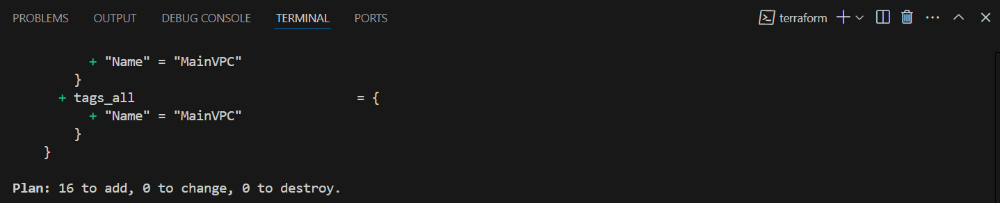 PROBLEMS OUTPUT DEBUG CONSOLE TERMINAL PORTS terraform
+ "Name" = "MainVPC"
}
+ tags_all = {
+ "Name" = "MainVPC"
}
}
Plan: 16 to add, 0 to change, 0 to destroy.